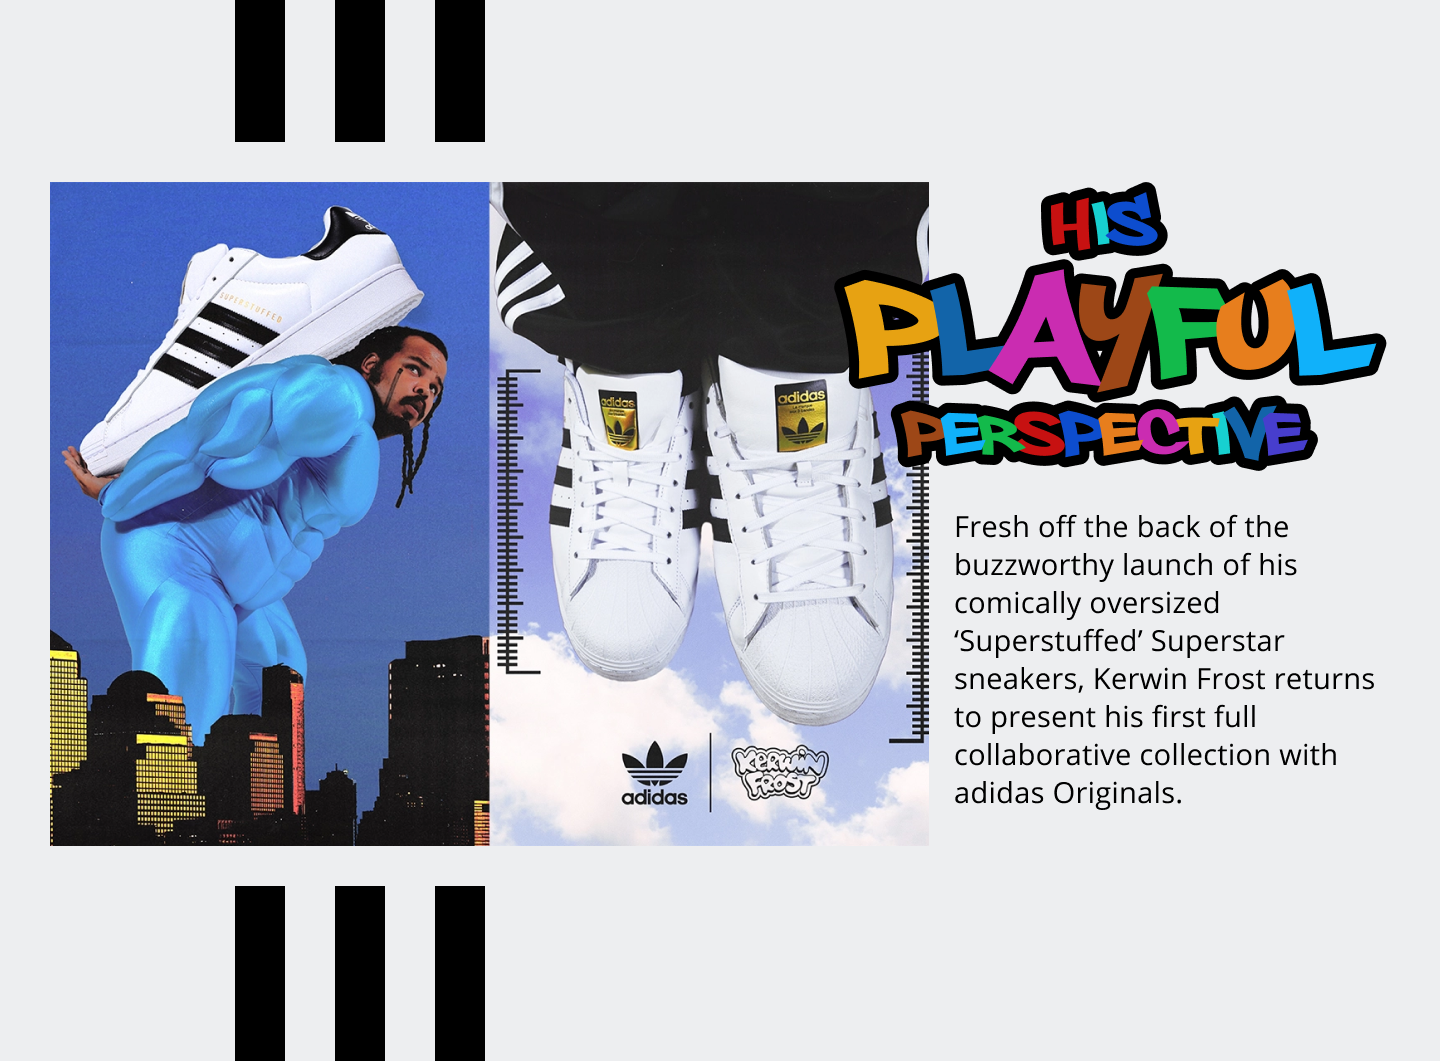 SUPERSTUFFED
adidas
adidas
adidas
KERWIN
FROST
HIS
PLAYFUL
PERSPECTIVE
Fresh off the back of the
buzzworthy launch of his
comically oversized
‘Superstuffed’ Superstar
sneakers, Kerwin Frost returns
to present his first full
collaborative collection with
adidas Originals.